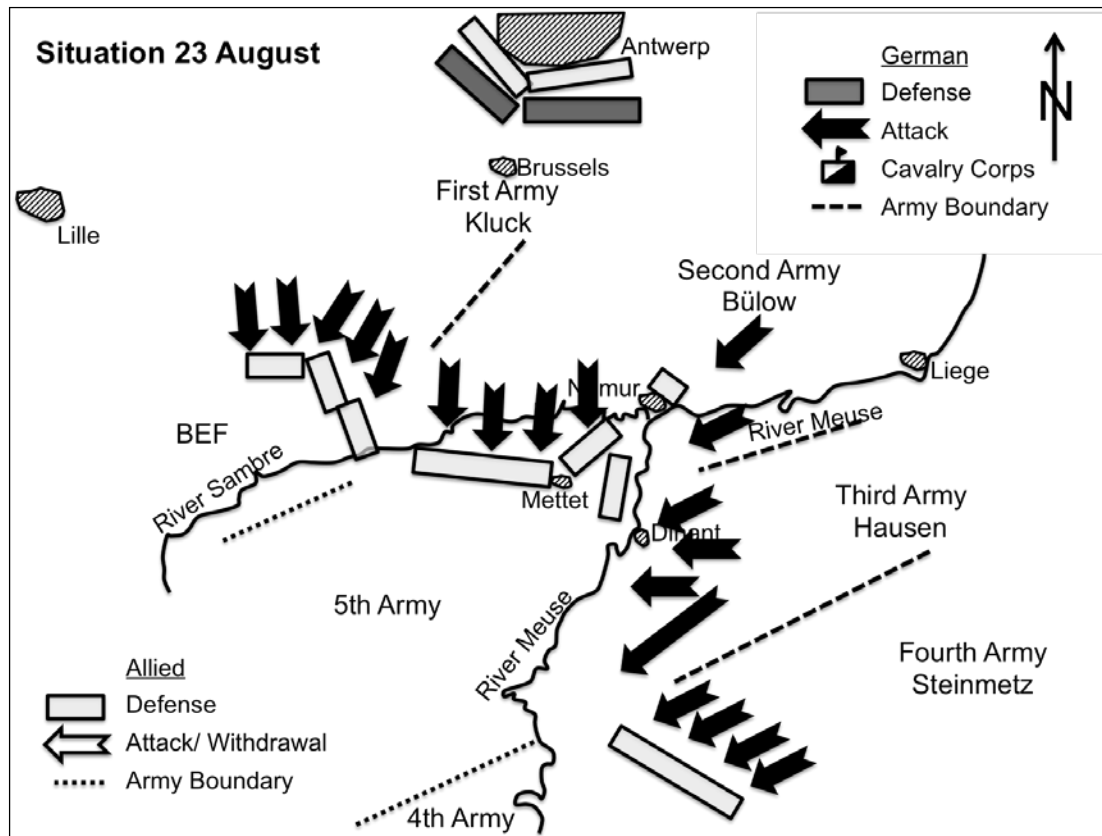 Situation 23 August
Antwerp
German
Defense
Attack
Cavalry Corps
Army Boundary
N
Brussels
First Army
Kluck
Lille
Second Army
Bülow
Liege
Namur
River Meuse
BEF
River Sambre
Mettet
Third Army
Hausen
Dinant
5th Army
River Meuse
Fourth Army
Steinmetz
Allied
Defense
Attack/ Withdrawal
Army Boundary
4th Army